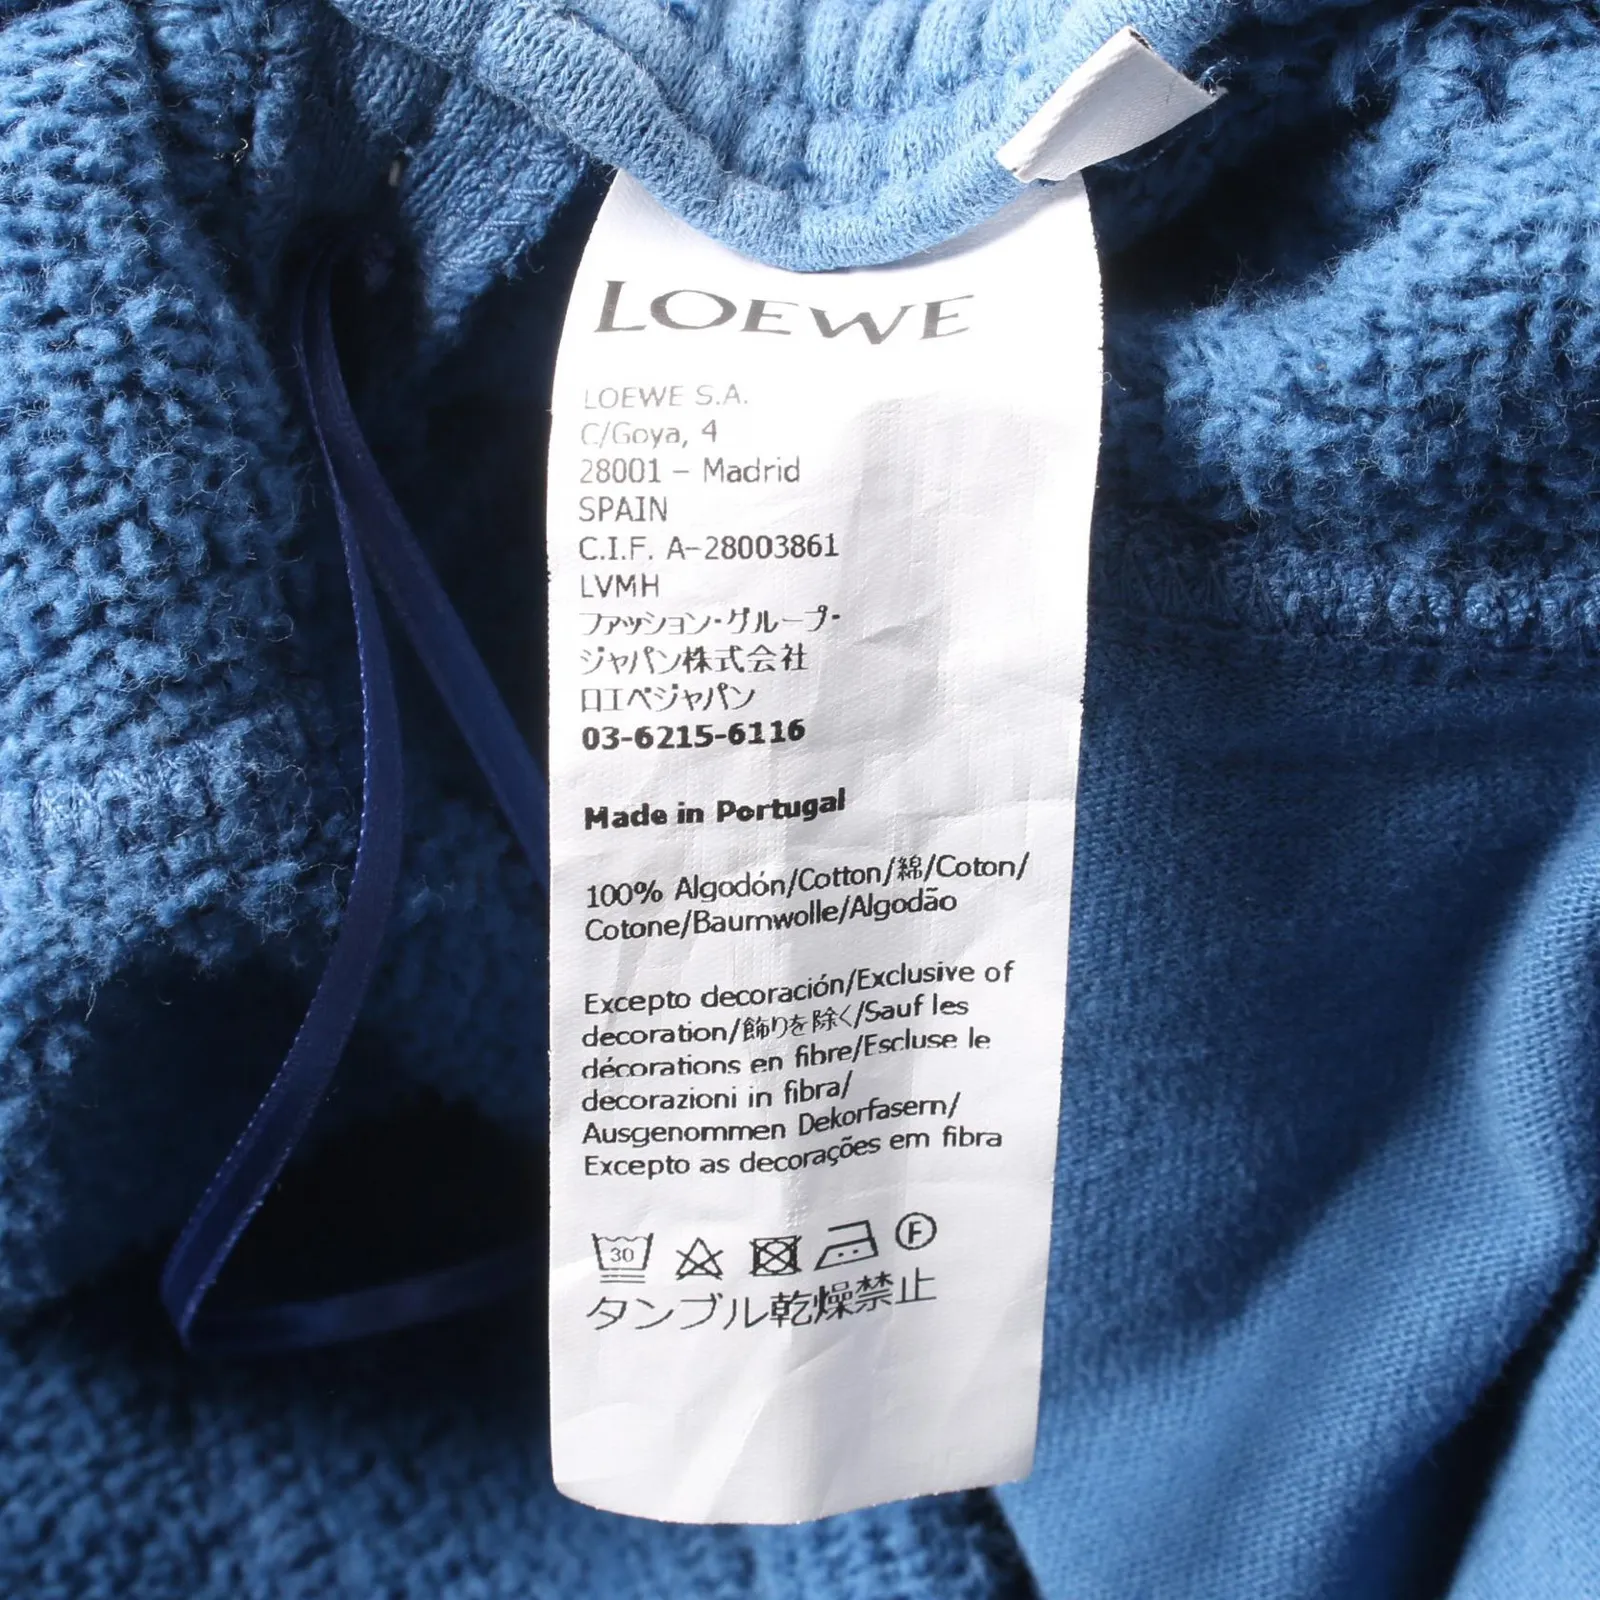 LOEWE
LOEWE S.A.
C/Goya, 4
28001 – Madrid
SPAIN
C.I.F. A-28003861
LVMH
ファッション・グループ・
ジャパン株式会社
ロエベジャパン
03-6215-6116
Made in Portugal
100% Algodón/Cotton/綿/Coton/
Cotone/Baumwolle/Algodão
Excepto decoración/Exclusive of
decoration/飾りを除く/Sauf les
décorations en fibre/Escluse le
decorazioni in fibra/
Ausgenommen Dekorfasern/
Excepto as decorações em fibra
30 F
タンブル乾燥禁止